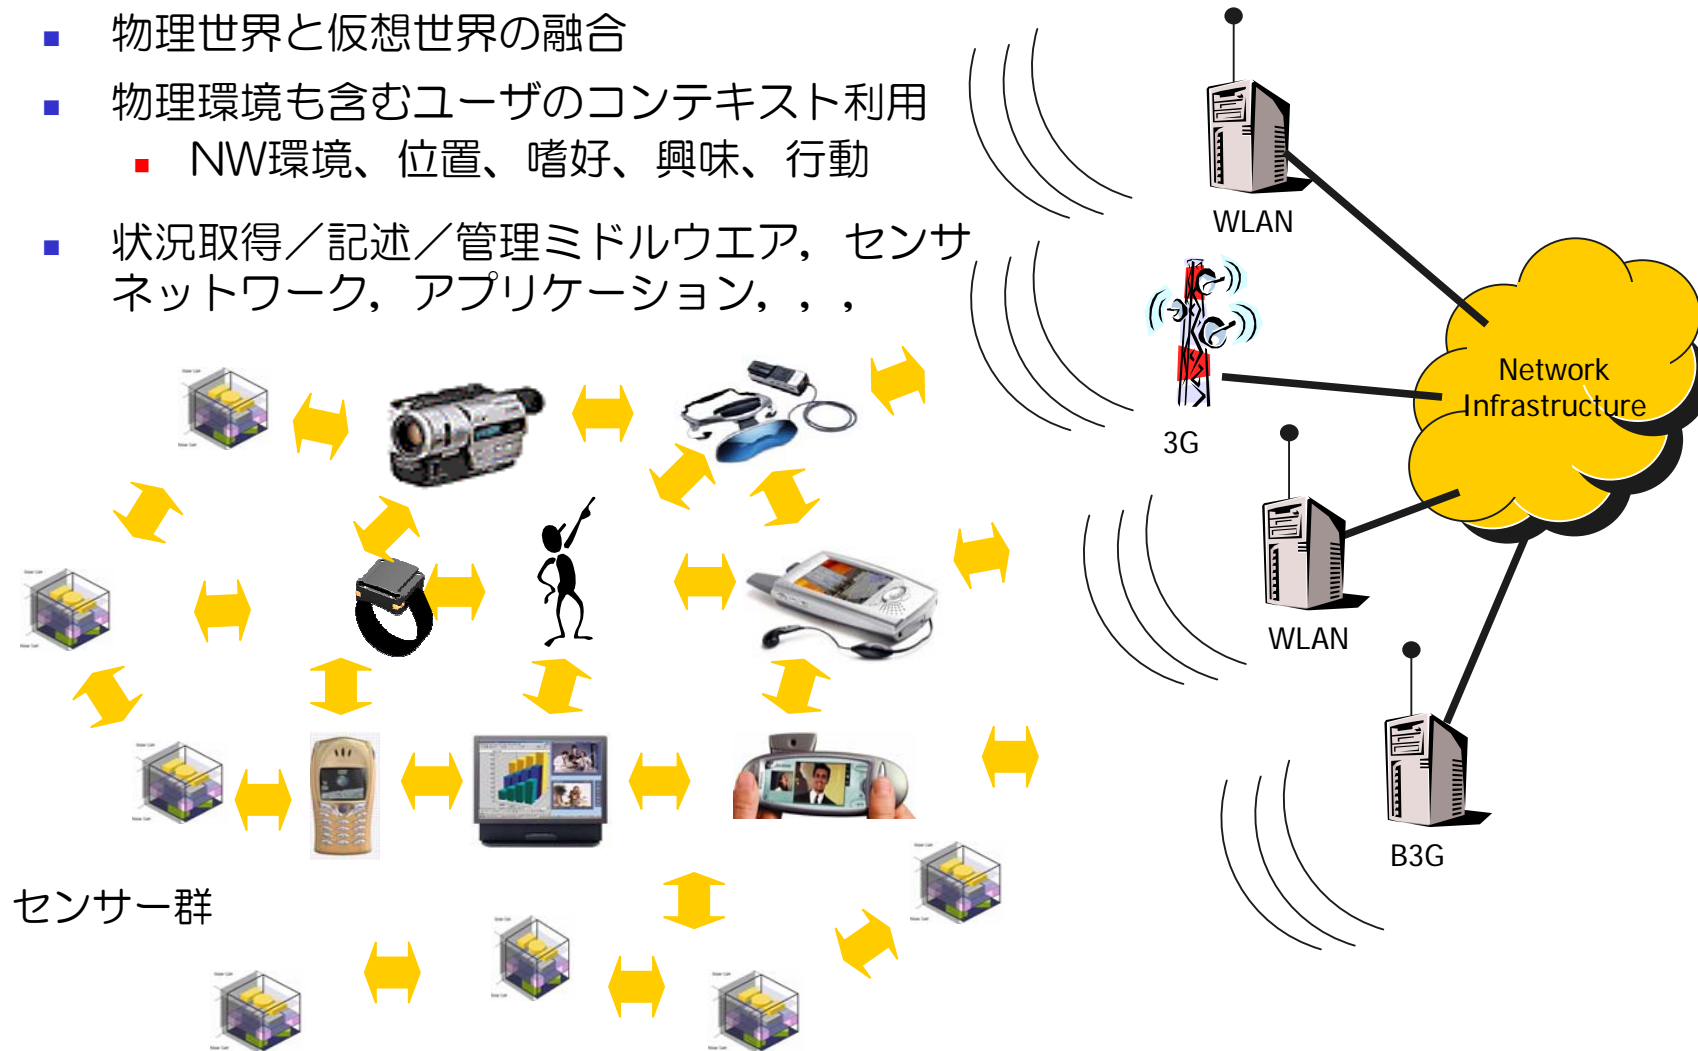 物理世界と仮想世界の融合
物理環境も含むユーザのコンテキスト利用
NW環境、位置、嗜好、興味、行動
状況取得／記述／管理ミドルウエア，センサ
ネットワーク，アプリケーション，，，
WLAN
3G
Network
Infrastructure
WLAN
B3G
センサー群